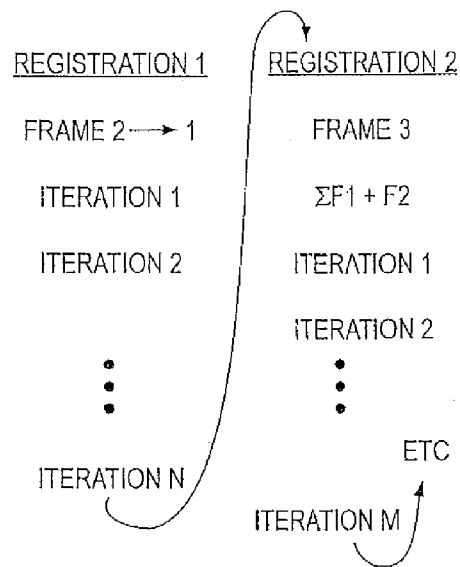 REGISTRATION 1
FRAME 2 → 1
ITERATION 1
ITERATION 2
ITERATION N
REGISTRATION 2
FRAME 3
ΣF1 + F2
ITERATION 1
ITERATION 2
ITERATION M
ETC